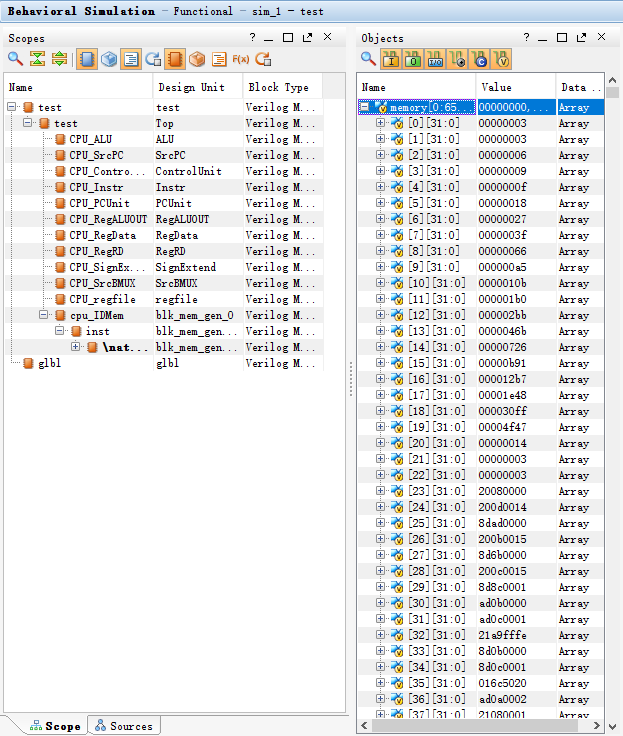 Behavioral Simulation - Functional - sim_1 - test
Scopes
Name Design Unit Block Type
test test Verilog M...
test Top Verilog M...
CPU_ALU ALU Verilog M...
CPU_SrcPC SrcPC Verilog M...
CPU_Contro... ControlUnit Verilog M...
CPU_Instr Instr Verilog M...
CPU_PCUnit PCUnit Verilog M...
CPU_RegALUOUT RegALUOUT Verilog M...
CPU_RegData RegData Verilog M...
CPU_RegRD RegRD Verilog M...
CPU_SignEx... SignExtend Verilog M...
CPU_SrcBMUX SrcBMUX Verilog M...
CPU_regfile regfile Verilog M...
cpu_IDMem blk_mem_gen_0 Verilog M...
inst blk_mem_gen_... Verilog M...
\nat... blk_mem_gen_... Verilog M...
glbl glbl Verilog M...
Scope Sources
Objects
Name Value Data ...
memory[0:65... 00000000,... Array
[0][31:0] 00000003 Array
[1][31:0] 00000003 Array
[2][31:0] 00000006 Array
[3][31:0] 00000009 Array
[4][31:0] 0000000f Array
[5][31:0] 00000018 Array
[6][31:0] 00000027 Array
[7][31:0] 0000003f Array
[8][31:0] 00000066 Array
[9][31:0] 000000a5 Array
[10][31:0] 0000010b Array
[11][31:0] 000001b0 Array
[12][31:0] 000002bb Array
[13][31:0] 0000046b Array
[14][31:0] 00000726 Array
[15][31:0] 00000b91 Array
[16][31:0] 000012b7 Array
[17][31:0] 00001e48 Array
[18][31:0] 000030ff Array
[19][31:0] 00004f47 Array
[20][31:0] 00000014 Array
[21][31:0] 00000003 Array
[22][31:0] 00000003 Array
[23][31:0] 20080000 Array
[24][31:0] 200d0014 Array
[25][31:0] 8dad0000 Array
[26][31:0] 200b0015 Array
[27][31:0] 8d6b0000 Array
[28][31:0] 200c0015 Array
[29][31:0] 8d8c0001 Array
[30][31:0] ad0b0000 Array
[31][31:0] ad0c0001 Array
[32][31:0] 21a9fffe Array
[33][31:0] 8d0b0000 Array
[34][31:0] 8d0c0001 Array
[35][31:0] 016c5020 Array
[36][31:0] ad0a0002 Array
[37][31:0] 21080001 Array